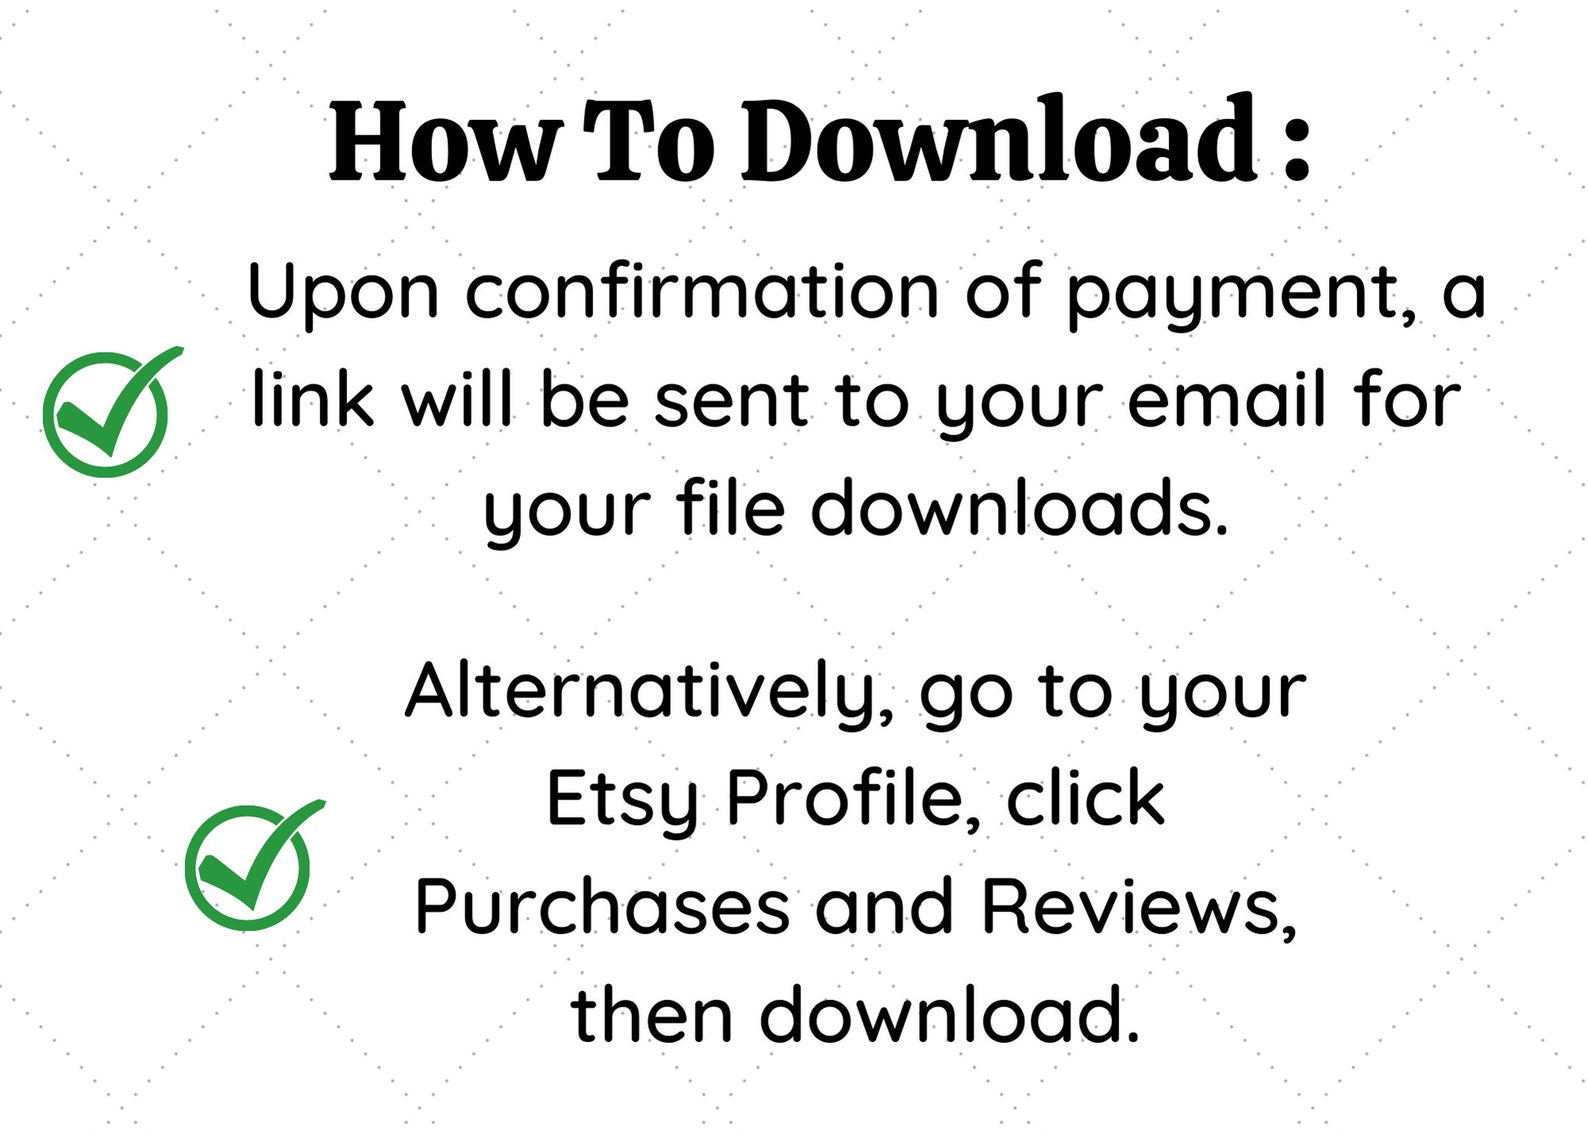 How To Download :
Upon confirmation of payment, a
link will be sent to your email for
your file downloads.
Alternatively, go to your
Etsy Profile, click
Purchases and Reviews,
then download.